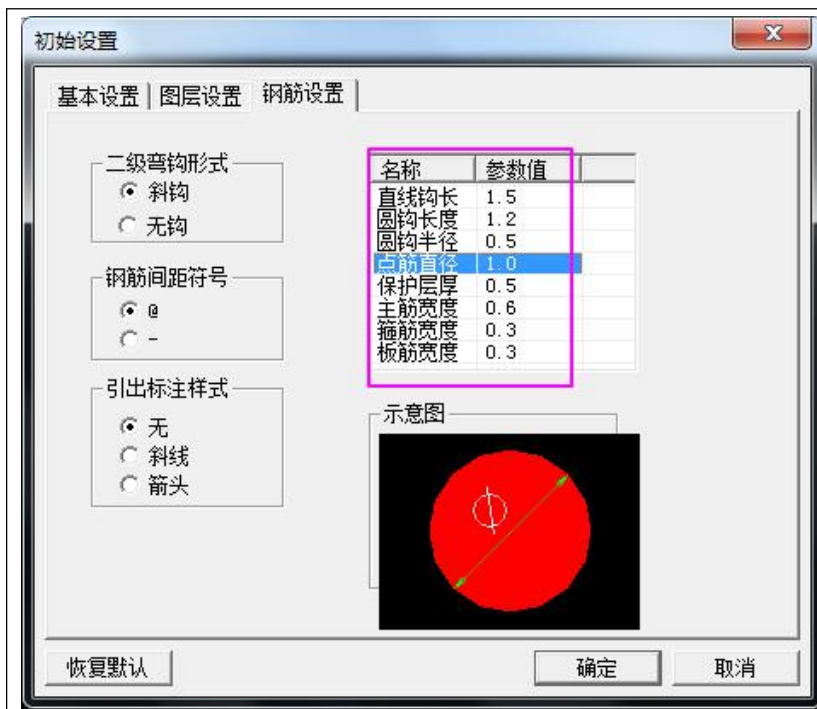 初始设置
基本设置 图层设置 钢筋设置
二级弯钩形式
斜钩
无钩
钢筋间距符号
@
-
引出标注样式
无
斜线
箭头
名称 参数值
直线钩长 1.5
圆钩长度 1.2
圆钩半径 0.5
点筋直径 1.0
保护层厚 0.5
主筋宽度 0.6
箍筋宽度 0.3
板筋宽度 0.3
示意图
恢复默认 确定 取消